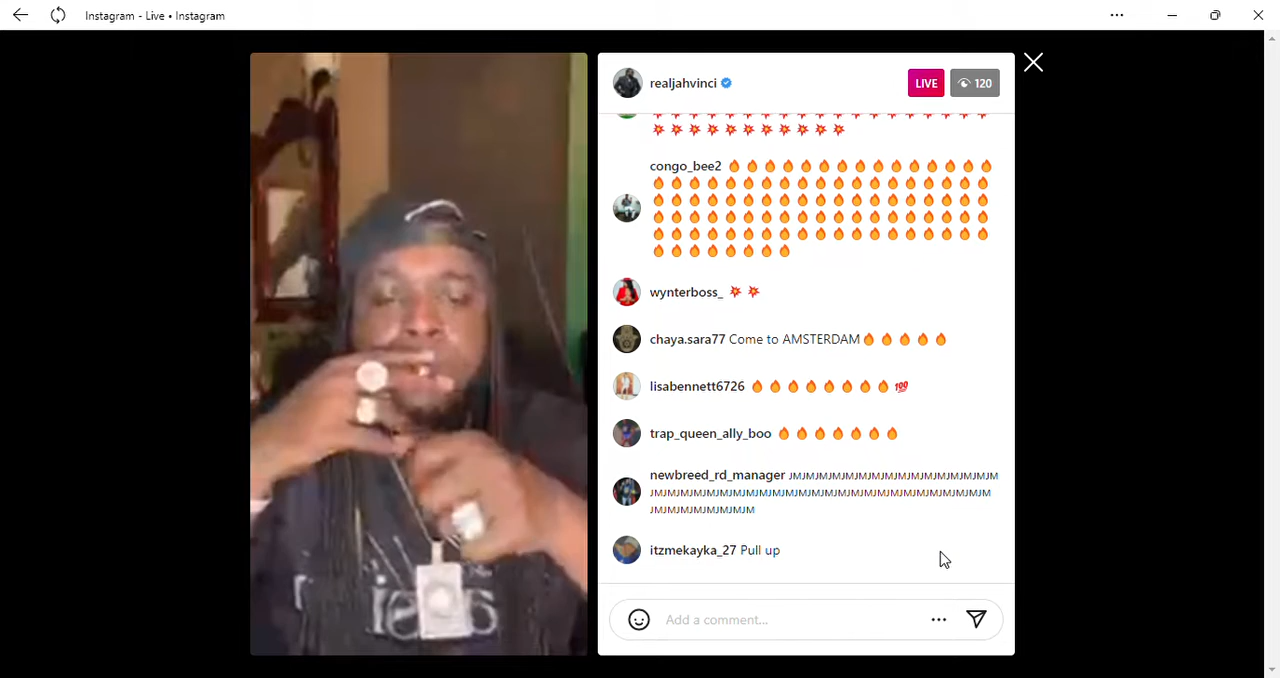 Instagram - Live • Instagram
realjahvinci
LIVE
120
congo_bee2 🔥🔥🔥🔥🔥🔥🔥🔥🔥🔥🔥🔥🔥🔥🔥
wynterboss_ 💥💥
chaya.sara77 Come to AMSTERDAM🔥🔥🔥🔥🔥
lisabennett6726 🔥🔥🔥🔥🔥🔥🔥🔥💯
trap_queen_ally_boo 🔥🔥🔥🔥🔥🔥🔥
newbreed_rd_manager JMJMJMJMJMJMJMJMJMJMJMJMJMJMJMJM
JMJMJMJMJMJMJMJMJMJMJMJMJMJMJMJMJMJMJMJMJMJMJMJMJMJM
JMJMJMJMJMJMJMJM
itzmekayka_27 Pull up
Add a comment...